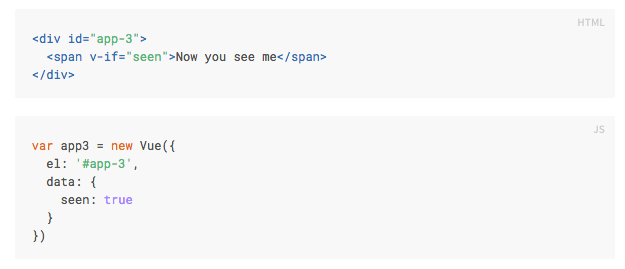 HTML
<div id="app-3">
  <span v-if="seen">Now you see me</span>
</div>
JS
var app3 = new Vue({
  el: '#app-3',
  data: {
    seen: true
  }
})